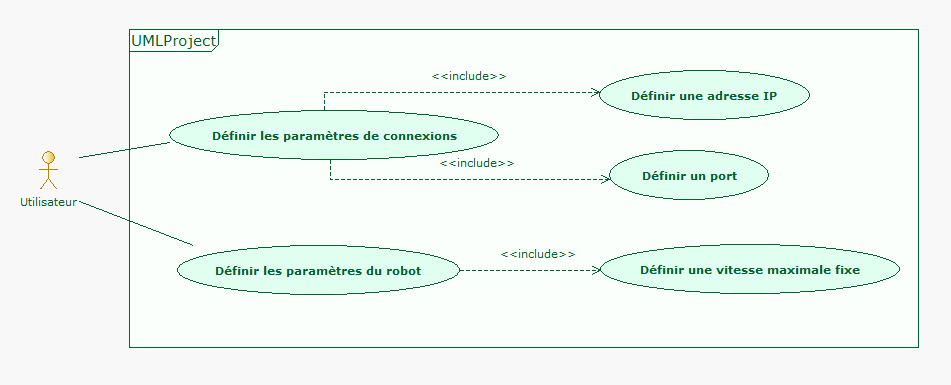 UMLProject
<<include>>
Définir une adresse IP
Définir les paramètres de connexions
<<include>>
Définir un port
Utilisateur
<<include>>
Définir les paramètres du robot
Définir une vitesse maximale fixe